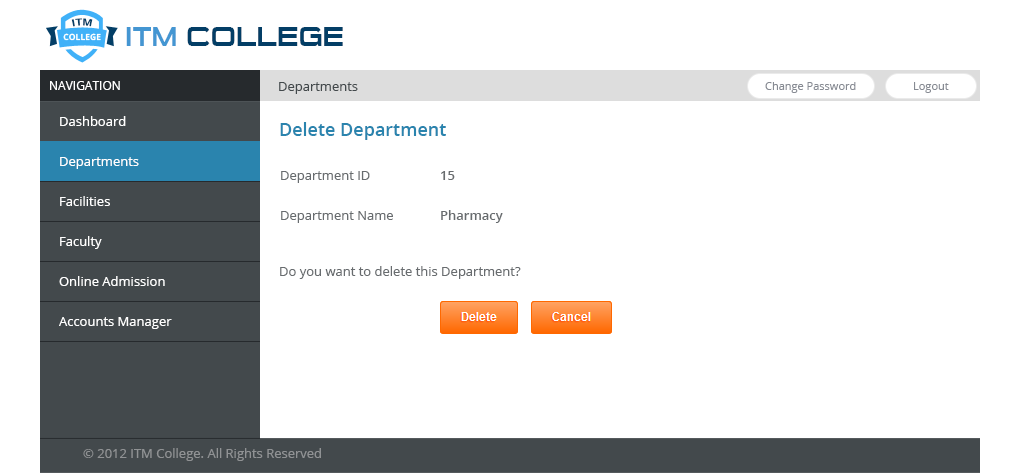 ITM
COLLEGE
ITM COLLEGE
NAVIGATION
Departments
Change Password
Logout
Dashboard
Departments
Facilities
Faculty
Online Admission
Accounts Manager
Delete Department
Department ID 15
Department Name Pharmacy
Do you want to delete this Department?
Delete Cancel
© 2012 ITM College. All Rights Reserved